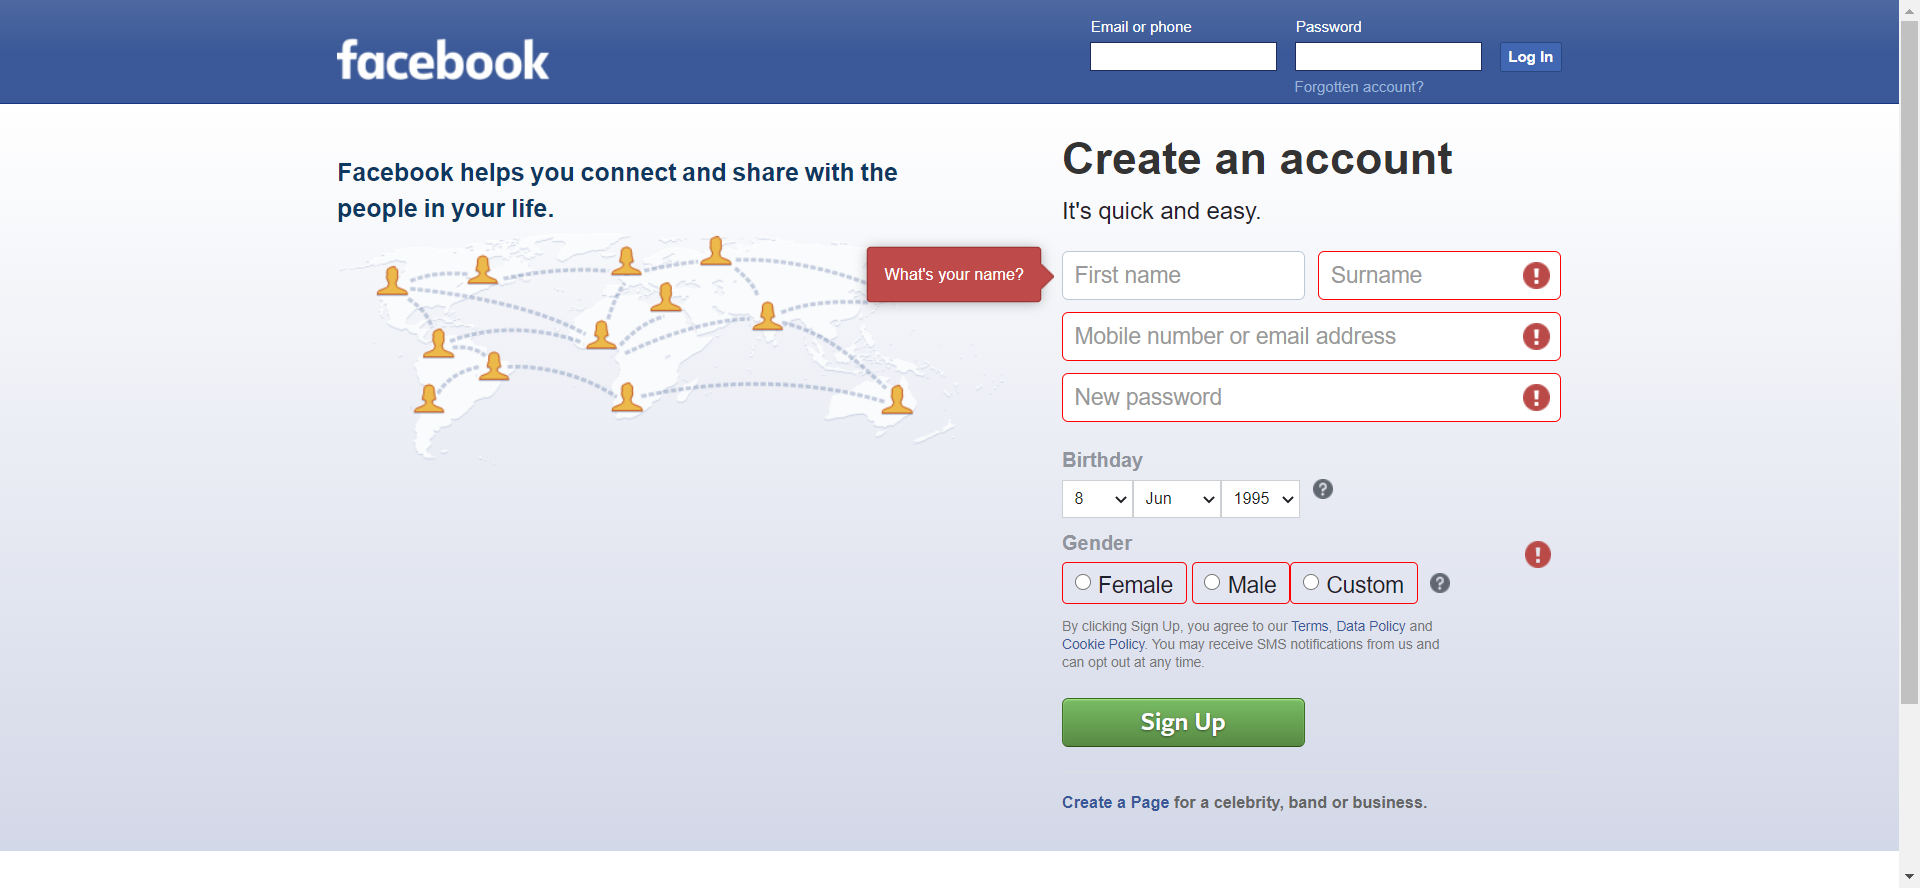 facebook
Email or phone
Password
Log In
Forgotten account?
Facebook helps you connect and share with the
people in your life.
Create an account
It's quick and easy.
What's your name?
First name
Surname
Mobile number or email address
New password
Birthday
8
Jun
1995
Gender
Female
Male
Custom
By clicking Sign Up, you agree to our Terms, Data Policy and
Cookie Policy. You may receive SMS notifications from us and
can opt out at any time.
Sign Up
Create a Page for a celebrity, band or business.